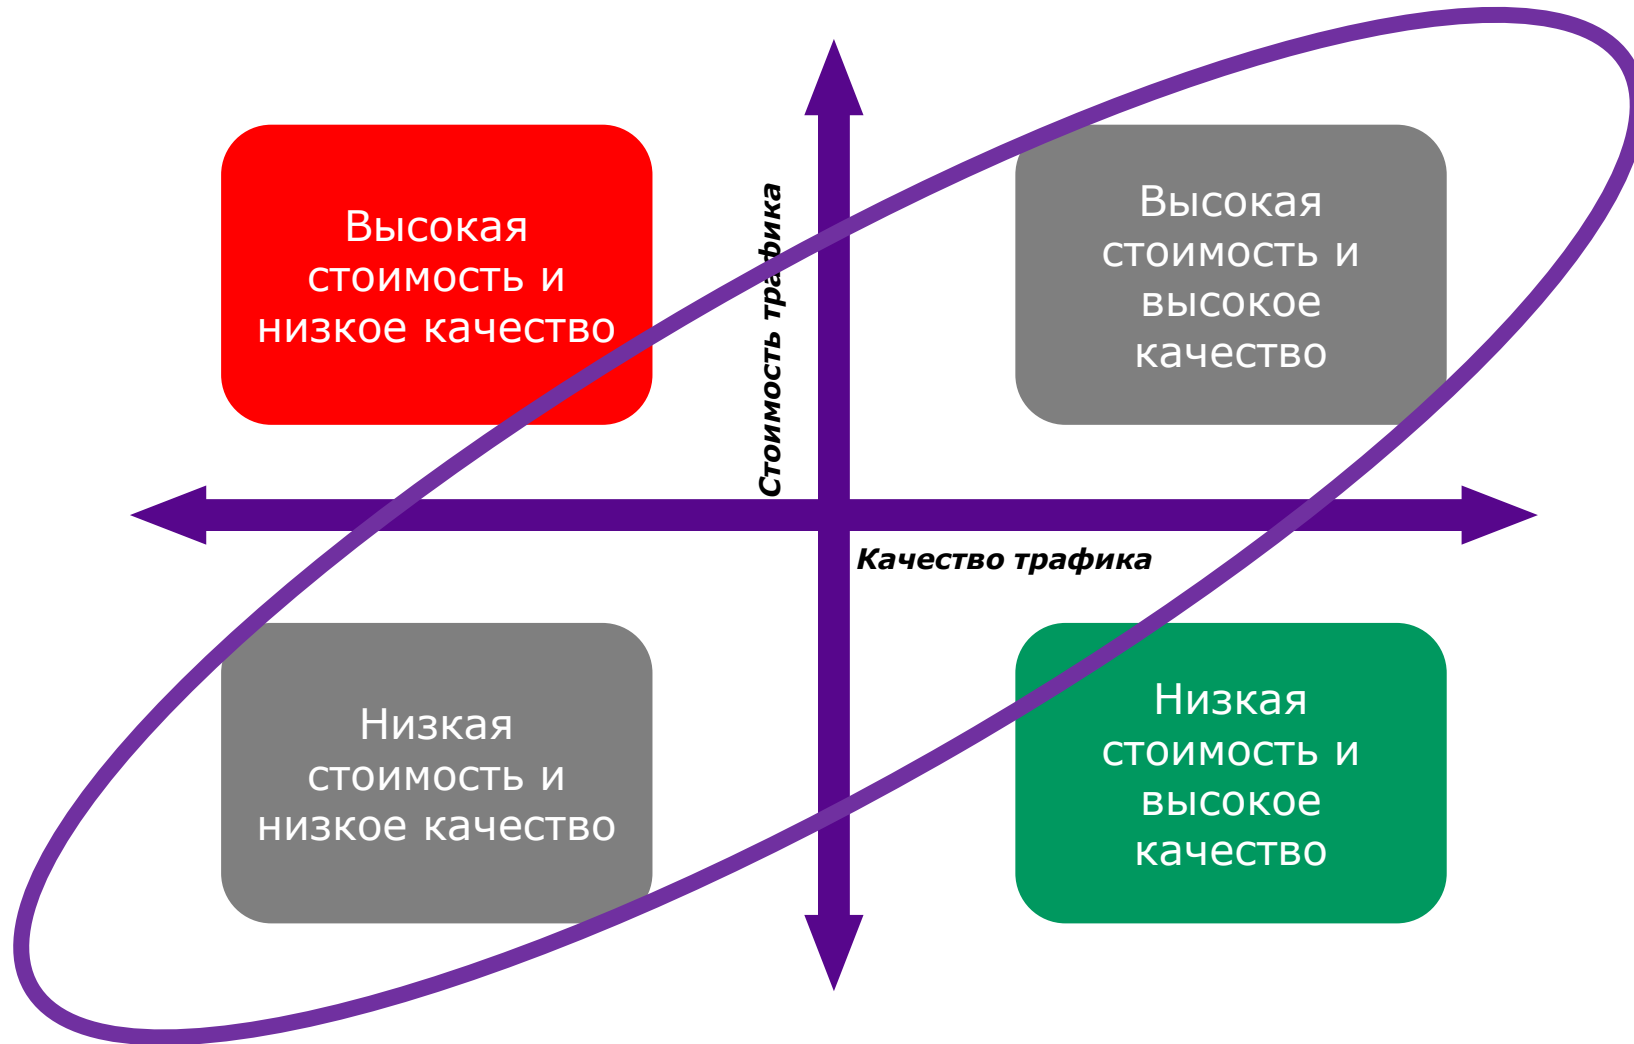 Высокая
стоимость и
низкое качество
Стоимость трафика
Высокая
стоимость и
высокое
качество
Качество трафика
Низкая
стоимость и
низкое качество
Низкая
стоимость и
высокое
качество